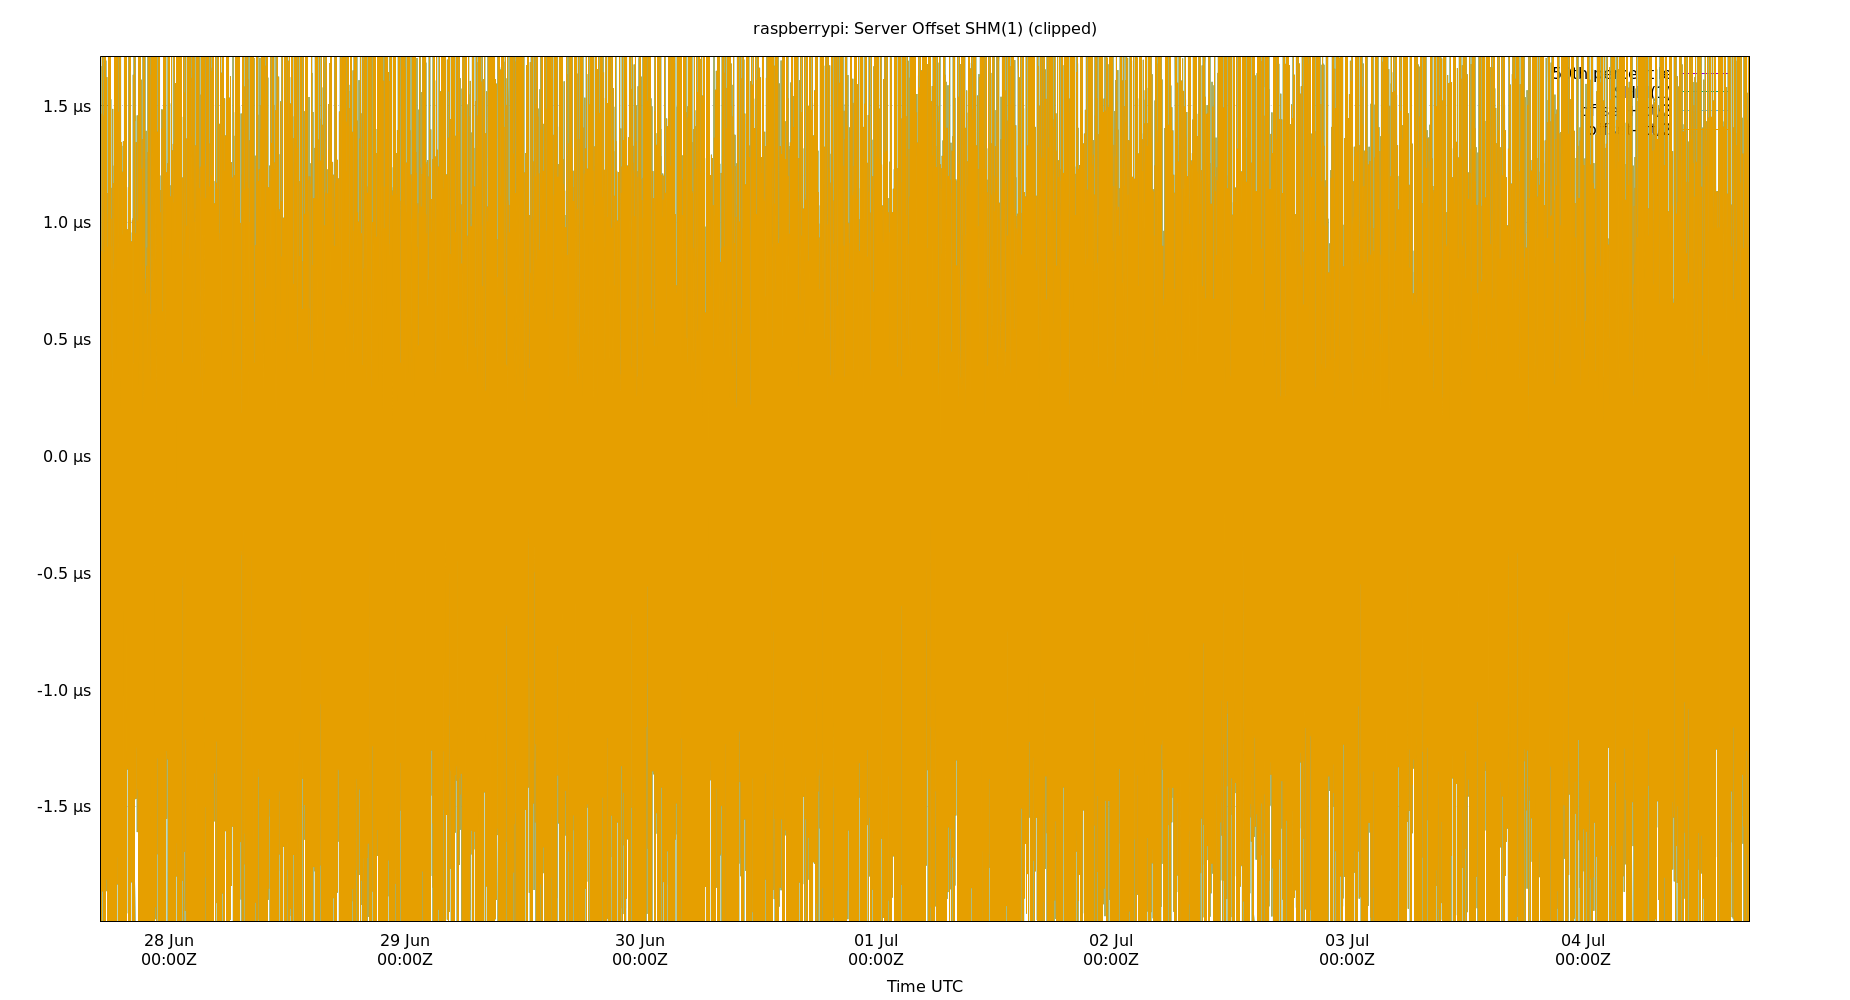 raspberrypi: Server Offset SHM(1) (clipped)
1.5 µs
1.0 µs
0.5 µs
0.0 µs
-0.5 µs
-1.0 µs
-1.5 µs
28 Jun
00:00Z
29 Jun
00:00Z
30 Jun
00:00Z
01 Jul
00:00Z
02 Jul
00:00Z
03 Jul
00:00Z
04 Jul
00:00Z
Time UTC